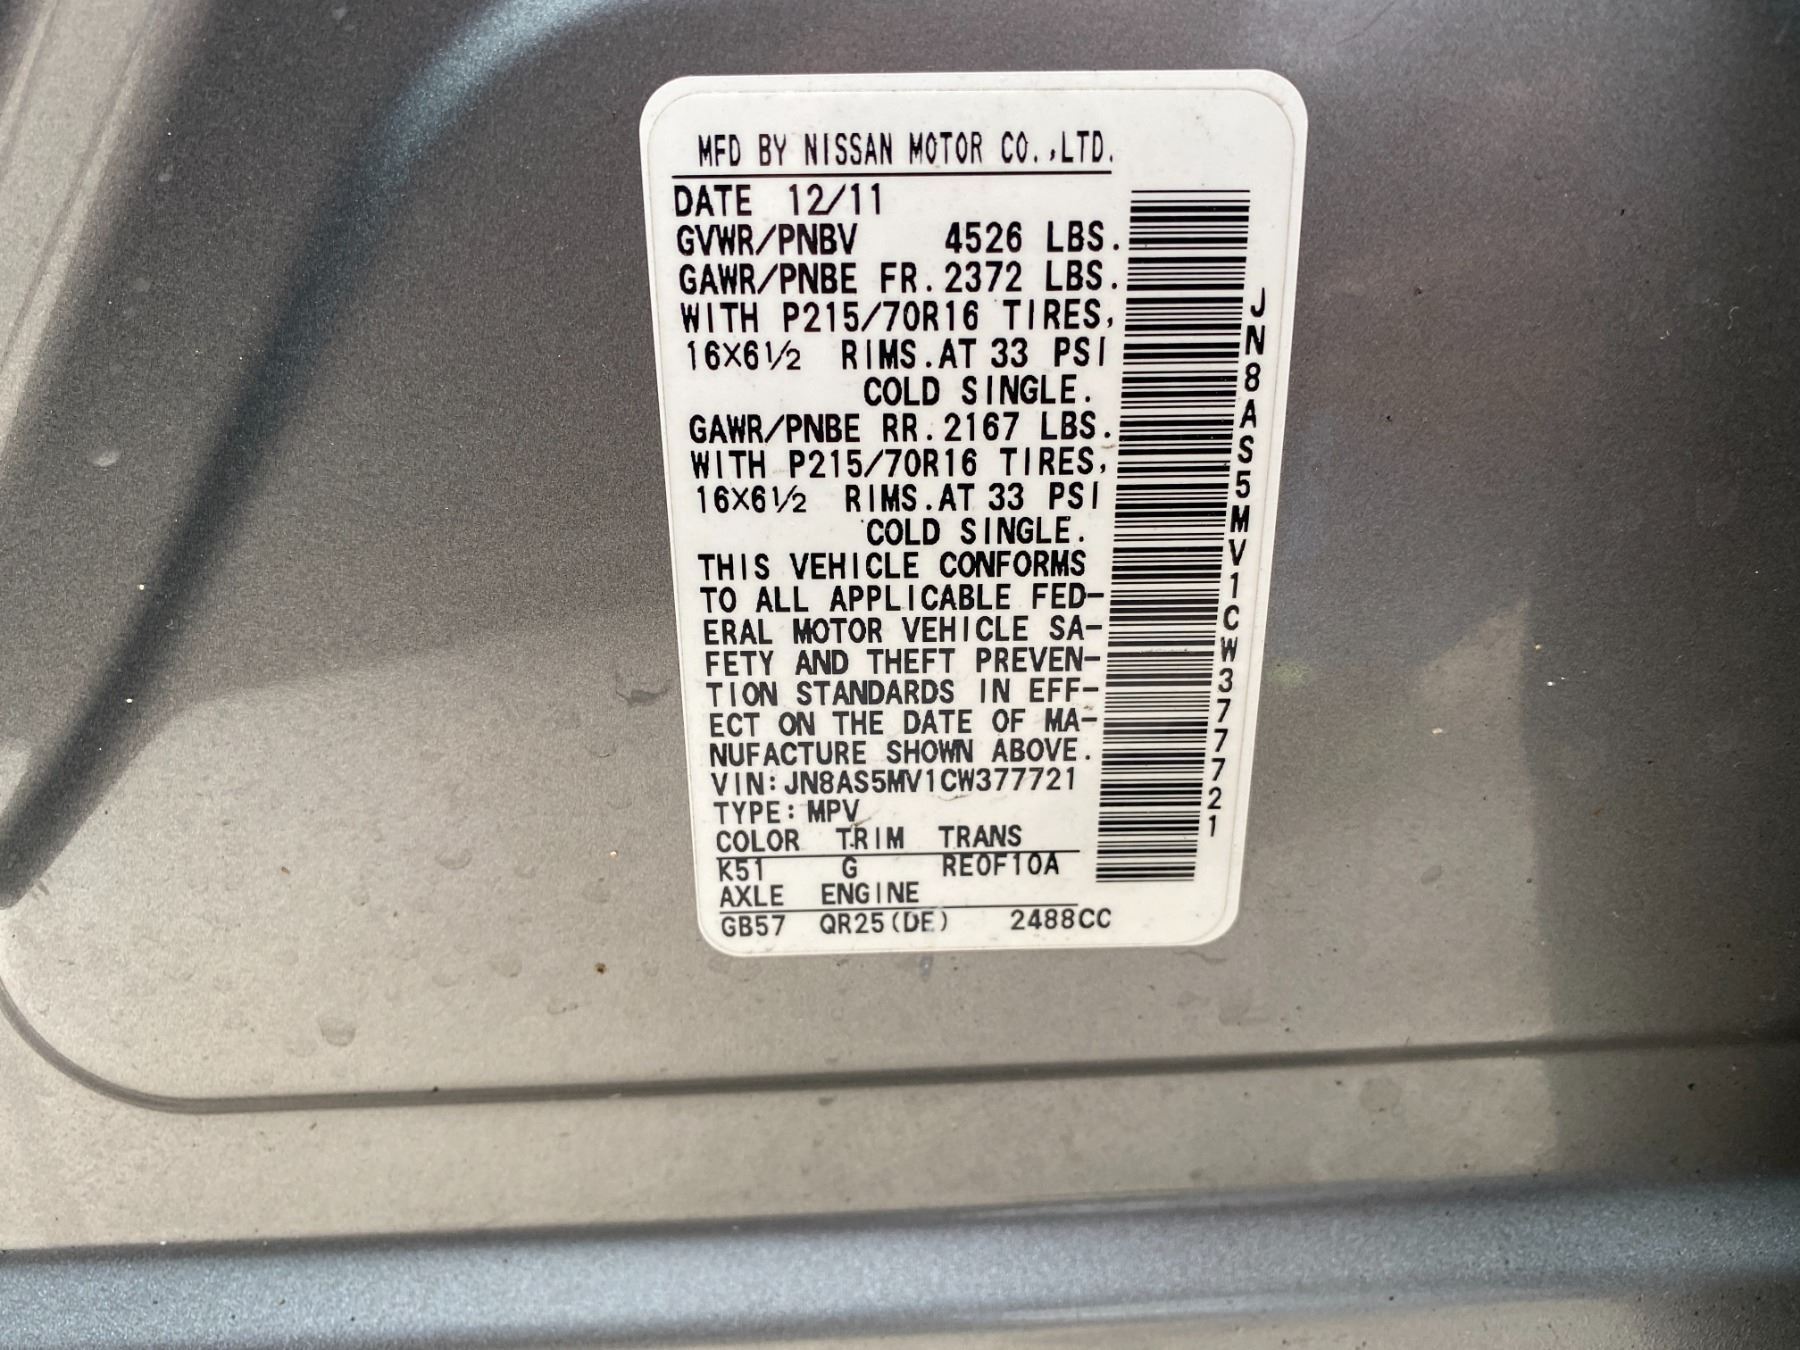 MFD BY NISSAN MOTOR CO.,LTD.
DATE 12/11
GVWR/PNBV 4526 LBS.
GAWR/PNBE FR. 2372 LBS.
WITH P215/70R16 TIRES,
16X6½ RIMS. AT 33 PSI
COLD SINGLE.
GAWR/PNBE RR. 2167 LBS.
WITH P215/70R16 TIRES,
16X6½ RIMS. AT 33 PSI
COLD SINGLE.
THIS VEHICLE CONFORMS
TO ALL APPLICABLE FED-
ERAL MOTOR VEHICLE SA-
FETY AND THEFT PREVEN-
TION STANDARDS IN EFF-
ECT ON THE DATE OF MA-
NUFACTURE SHOWN ABOVE.
VIN: JN8AS5MV1CW377721
TYPE: MPV
COLOR TRIM TRANS
K51 G RE0F10A
AXLE ENGINE
GB57 QR25(DE) 2488CC
JN8AS5MV1CW377721